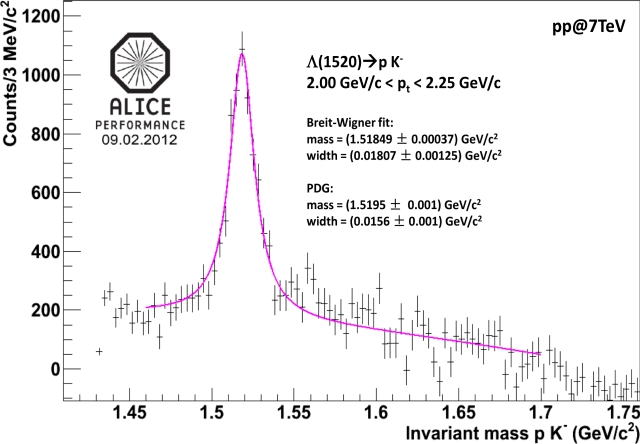 pp@7TeV
Λ(1520)→p K⁻
2.00 GeV/c < pₜ < 2.25 GeV/c
Breit-Wigner fit:
mass = (1.51849 ± 0.00037) GeV/c²
width = (0.01807 ± 0.00125) GeV/c²
PDG:
mass = (1.5195 ± 0.001) GeV/c²
width = (0.0156 ± 0.001) GeV/c²
ALICE
PERFORMANCE
09.02.2012
Counts/3 MeV/c²
1200
1000
800
600
400
200
0
1.45 1.5 1.55 1.6 1.65 1.7 1.75
Invariant mass p K⁻ (GeV/c²)